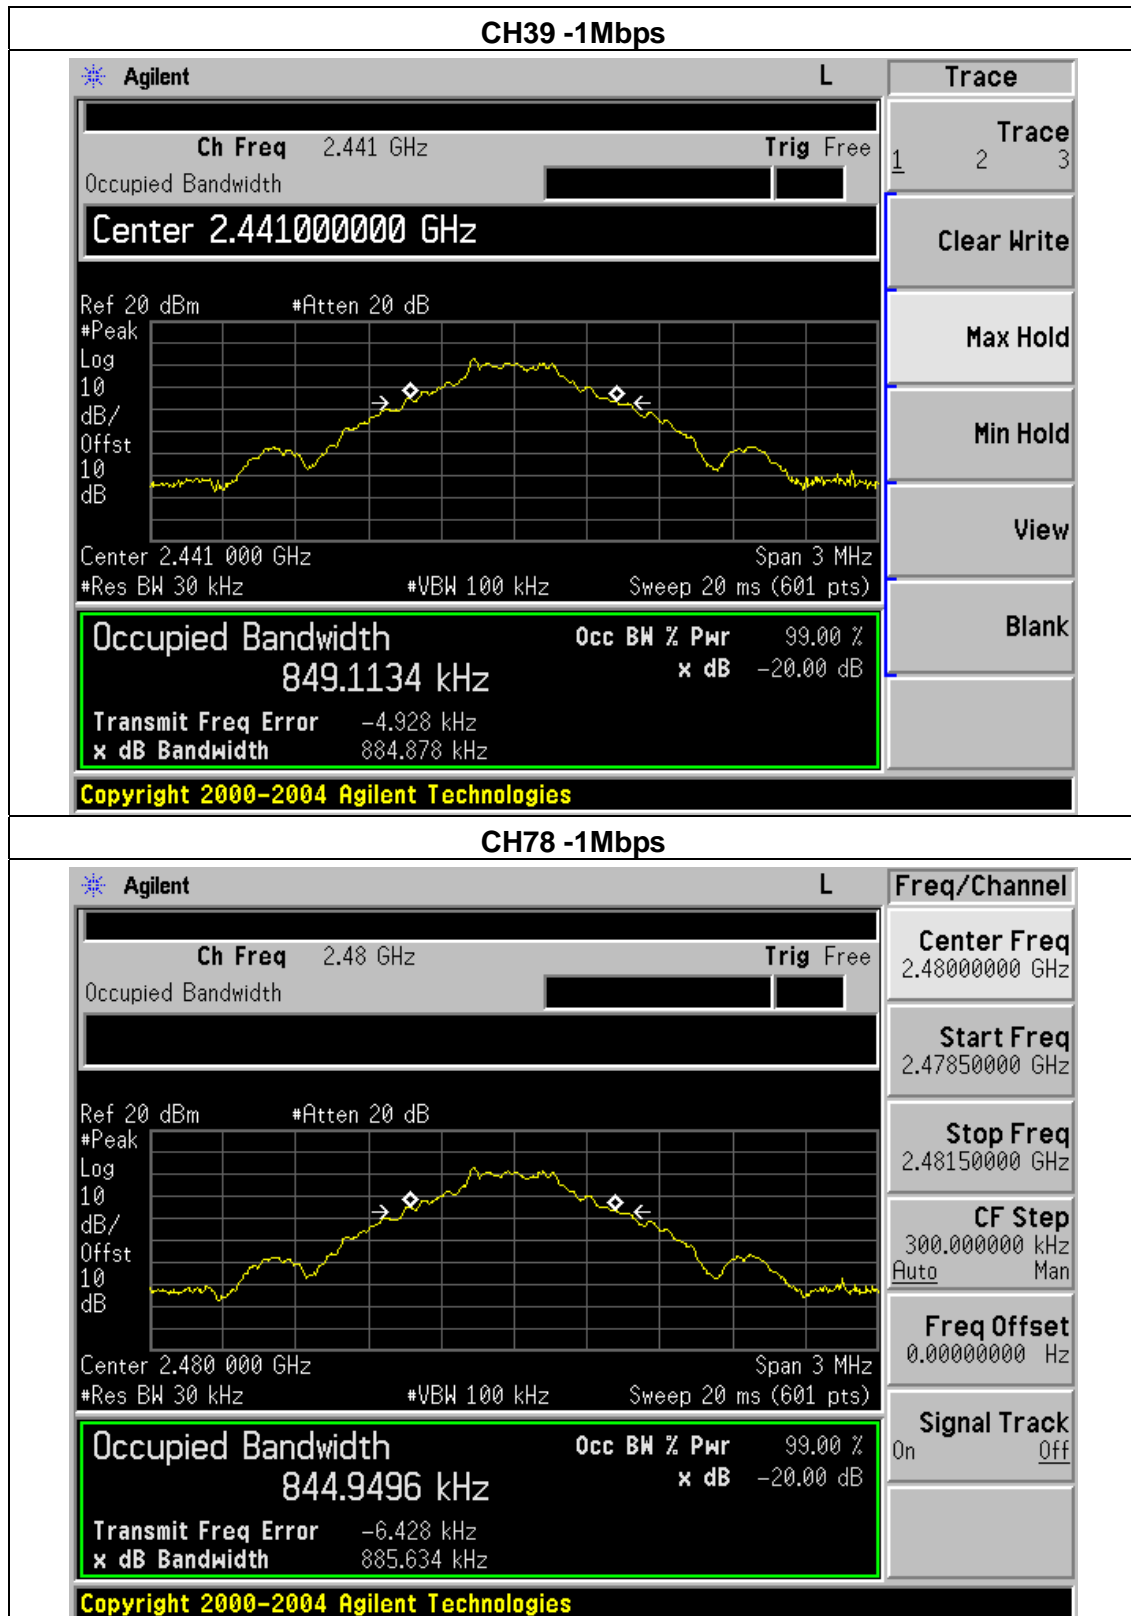 CH39 -1Mbps
Agilent L Trace
Ch Freq 2.441 GHz Trig Free
Occupied Bandwidth
Center 2.441000000 GHz
Ref 20 dBm #Atten 20 dB
#Peak
Log
10
dB/
Offst
10
dB
Center 2.441 000 GHz Span 3 MHz
#Res BW 30 kHz #VBW 100 kHz Sweep 20 ms (601 pts)
Occupied Bandwidth Occ BW % Pwr 99.00 %
849.1134 kHz x dB -20.00 dB
Transmit Freq Error -4.928 kHz
x dB Bandwidth 884.878 kHz
Trace
1 2 3
Clear Write
Max Hold
Min Hold
View
Blank
Copyright 2000-2004 Agilent Technologies
CH78 -1Mbps
Agilent L Freq/Channel
Ch Freq 2.48 GHz Trig Free
Occupied Bandwidth
Ref 20 dBm #Atten 20 dB
#Peak
Log
10
dB/
Offst
10
dB
Center 2.480 000 GHz Span 3 MHz
#Res BW 30 kHz #VBW 100 kHz Sweep 20 ms (601 pts)
Occupied Bandwidth Occ BW % Pwr 99.00 %
844.9496 kHz x dB -20.00 dB
Transmit Freq Error -6.428 kHz
x dB Bandwidth 885.634 kHz
Center Freq
2.48000000 GHz
Start Freq
2.47850000 GHz
Stop Freq
2.48150000 GHz
CF Step
300.000000 kHz
Auto Man
Freq Offset
0.00000000 Hz
Signal Track
On Off
Copyright 2000-2004 Agilent Technologies